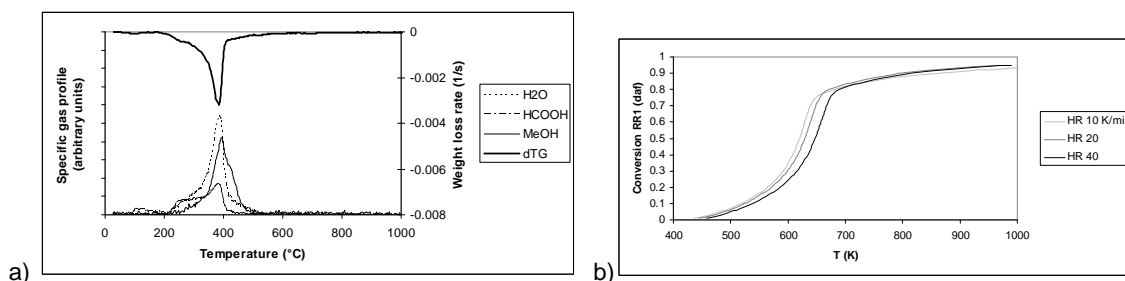 Specific gas profile
(arbitrary units)
0
-0.002
-0.004
-0.006
-0.008
Weight loss rate (1/s)
0 200 400 600 800 1000
Temperature (°C)
H2O
HCOOH
MeOH
dTG
a)
Conversion RR1 (daf)
1
0.9
0.8
0.7
0.6
0.5
0.4
0.3
0.2
0.1
0
400 500 600 700 800 900 1000
T (K)
HR 10 K/min
HR 20
HR 40
b)